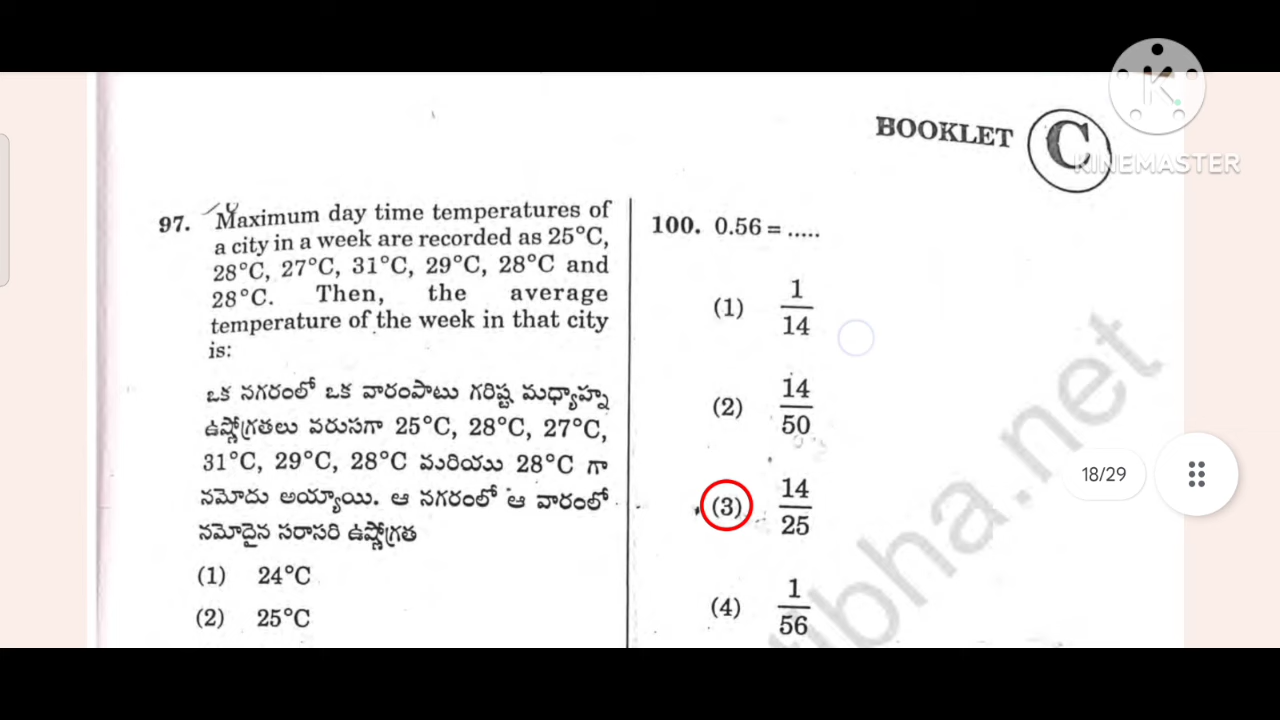 BOOKLET C
KINEMASTER
97. Maximum day time temperatures of
a city in a week are recorded as 25°C,
28°C, 27°C, 31°C, 29°C, 28°C and
28°C. Then, the average
temperature of the week in that city
is:
ఒక నగరంలో ఒక వారంపాటు గరిష్ట మధ్యాహ్న
ఉష్ణోగ్రతలు వరుసగా 25°C, 28°C, 27°C,
31°C, 29°C, 28°C మరియు 28°C గా
నమోదు అయ్యాయి. ఆ నగరంలో ఆ వారంలో
నమోదైన సరాసరి ఉష్ణోగ్రత
(1) 24°C
(2) 25°C
100. 0.56 = .....
(1) 1/14
(2) 14/50
(3) 14/25
(4) 1/56
18/29
ibha.net